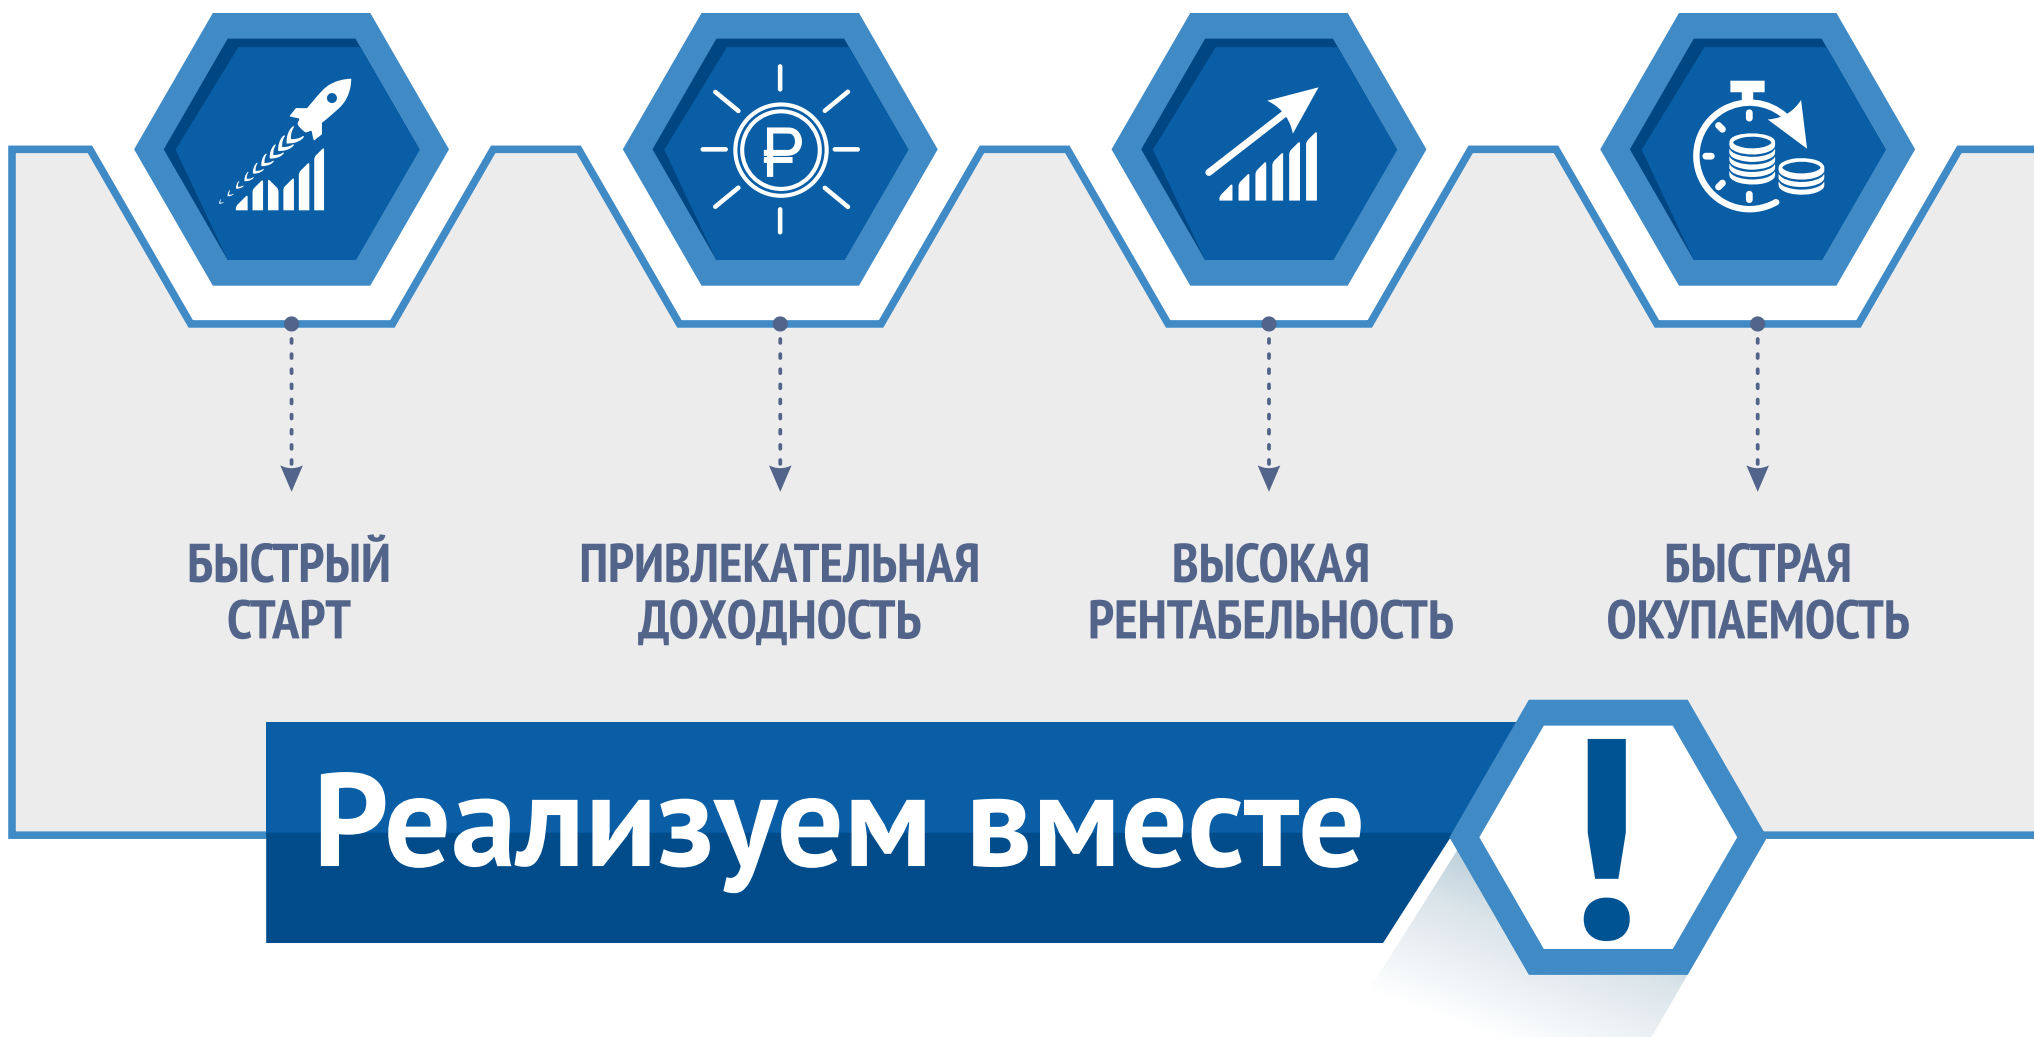 БЫСТРЫЙ
СТАРТ
ПРИВЛЕКАТЕЛЬНАЯ
ДОХОДНОСТЬ
ВЫСОКАЯ
РЕНТАБЕЛЬНОСТЬ
БЫСТРАЯ
ОКУПАЕМОСТЬ
Реализуем вместе !